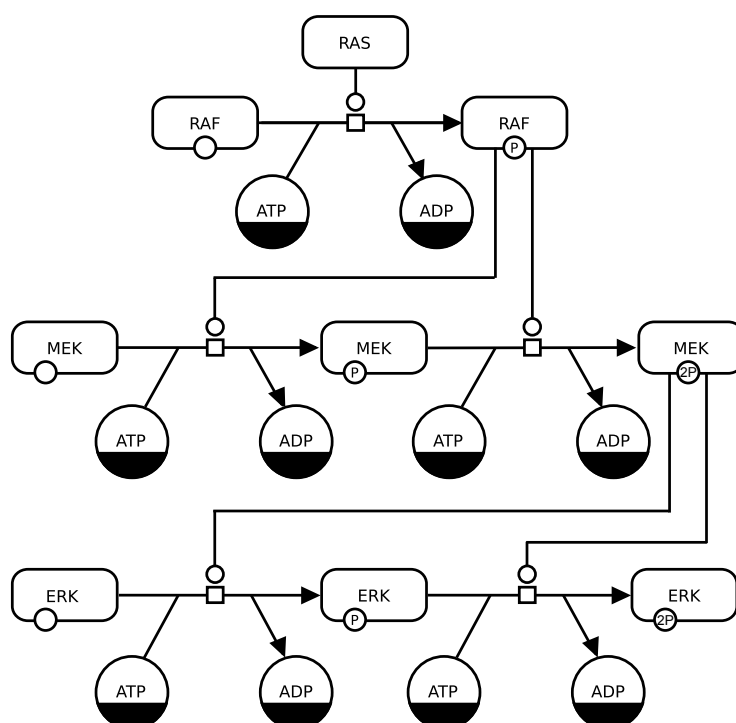 RAS
RAF
RAF
P
ATP
ADP
MEK
MEK
P
MEK
2P
ATP
ADP
ATP
ADP
ERK
ERK
P
ERK
2P
ATP
ADP
ATP
ADP